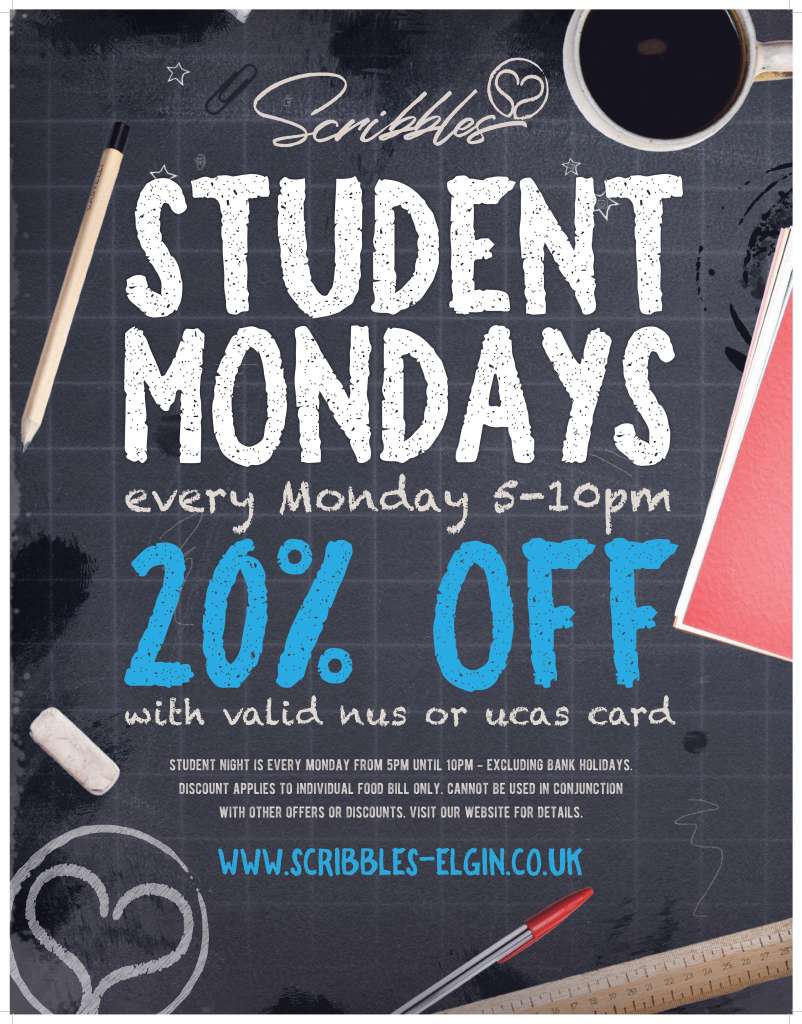 Scribbles
STUDENT
MONDAYS
every Monday 5-10pm
20% OFF
with valid nus or ucas card
STUDENT NIGHT IS EVERY MONDAY FROM 5PM UNTIL 10PM - EXCLUDING BANK HOLIDAYS.
DISCOUNT APPLIES TO INDIVIDUAL FOOD BILL ONLY. CANNOT BE USED IN CONJUNCTION
WITH OTHER OFFERS OR DISCOUNTS. VISIT OUR WEBSITE FOR DETAILS.
WWW.SCRIBBLES-ELGIN.CO.UK